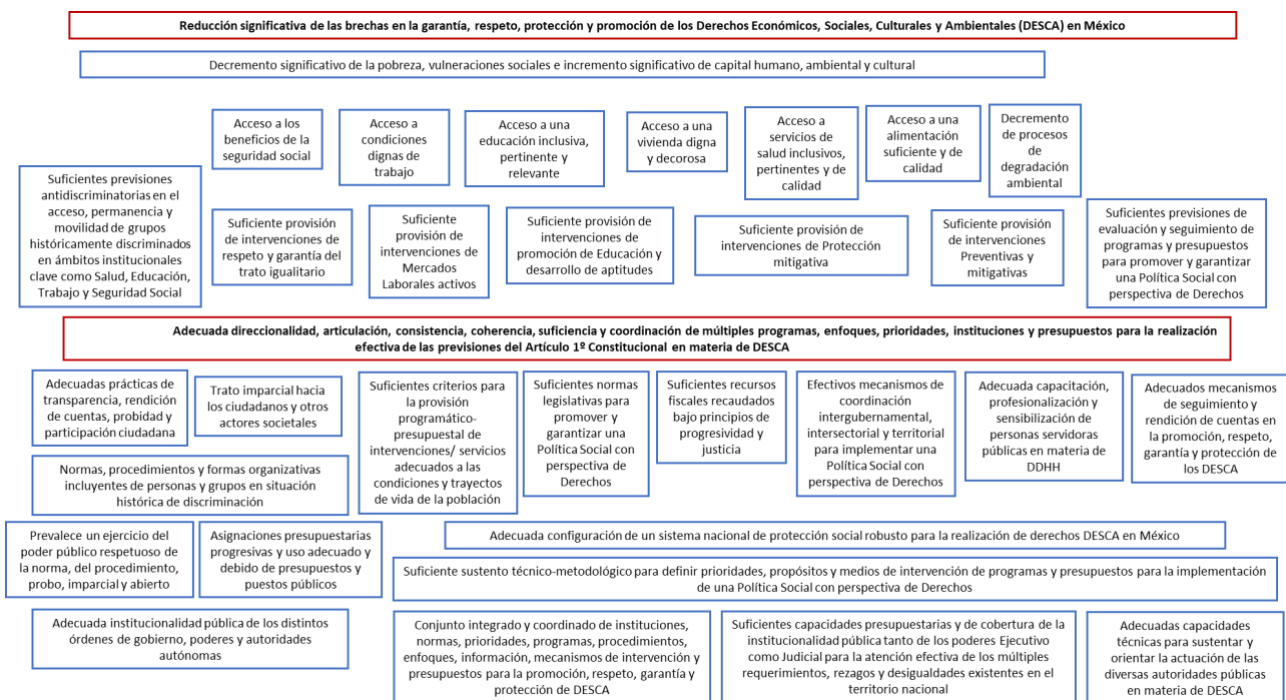 Reducción significativa de las brechas en la garantía, respeto, protección y promoción de los Derechos Económicos, Sociales, Culturales y Ambientales (DESCA) en México
Decremento significativo de la pobreza, vulneraciones sociales e incremento significativo de capital humano, ambiental y cultural
Acceso a los
beneficios de la
seguridad social
Acceso a
condiciones
dignas de
trabajo
Acceso a una
educación inclusiva,
pertinente y
relevante
Acceso a una
vivienda digna
y decorosa
Acceso a
servicios de
salud inclusivos,
pertinentes y de
calidad
Acceso a una
alimentación
suficiente y de
calidad
Decremento
de procesos
de
degradación
ambiental
Suficientes previsiones
antidiscriminatorias en el
acceso, permanencia y
movilidad de grupos
históricamente discriminados
en ámbitos institucionales
clave como Salud, Educación,
Trabajo y Seguridad Social
Suficiente provisión
de intervenciones de
respeto y garantía del
trato igualitario
Suficiente
provisión de
intervenciones de
Mercados
Laborales activos
Suficiente provisión de
intervenciones de
promoción de Educación y
desarrollo de aptitudes
Suficiente provisión de
intervenciones de Protección
mitigativa
Suficiente provisión
de intervenciones
Preventivas y
mitigativas
Suficientes previsiones de
evaluación y seguimiento de
programas y presupuestos
para promover y garantizar
una Política Social con
perspectiva de Derechos
Adecuada direccionalidad, articulación, consistencia, coherencia, suficiencia y coordinación de múltiples programas, enfoques, prioridades, instituciones y presupuestos para la realización
efectiva de las previsiones del Artículo 1º Constitucional en materia de DESCA
Adecuadas prácticas de
transparencia, rendición
de cuentas, probidad y
participación ciudadana
Trato imparcial hacia
los ciudadanos y otros
actores societales
Suficientes criterios para
la provisión
programático-
presupuestal de
intervenciones/ servicios
adecuados a las
condiciones y trayectos
de vida de la población
Suficientes normas
legislativas para
promover y
garantizar una
Política Social con
perspectiva de
Derechos
Suficientes recursos
fiscales recaudados
bajo principios de
progresividad y
justicia
Efectivos mecanismos de
coordinación
intergubernamental,
intersectorial y territorial
para implementar una
Política Social con
perspectiva de Derechos
Adecuada capacitación,
profesionalización y
sensibilización de
personas servidoras
públicas en materia de
DDHH
Adecuados mecanismos
de seguimiento y
rendición de cuentas en
la promoción, respeto,
garantía y protección de
los DESCA
Normas, procedimientos y formas organizativas
incluyentes de personas y grupos en situación
histórica de discriminación
Prevalece un ejercicio del
poder público respetuoso de
la norma, del procedimiento,
probo, imparcial y abierto
Asignaciones presupuestarias
progresivas y uso adecuado y
debido de presupuestos y
puestos públicos
Adecuada configuración de un sistema nacional de protección social robusto para la realización de derechos DESCA en México
Suficiente sustento técnico-metodológico para definir prioridades, propósitos y medios de intervención de programas y presupuestos para la implementación
de una Política Social con perspectiva de Derechos
Adecuada institucionalidad pública de los distintos
órdenes de gobierno, poderes y autoridades
autónomas
Conjunto integrado y coordinado de instituciones,
normas, prioridades, programas, procedimientos,
enfoques, información, mecanismos de intervención y
presupuestos para la promoción, respeto, garantía y
protección de DESCA
Suficientes capacidades presupuestarias y de cobertura de la
institucionalidad pública tanto de los poderes Ejecutivo
como Judicial para la atención efectiva de los múltiples
requerimientos, rezagos y desigualdades existentes en el
territorio nacional
Adecuadas capacidades
técnicas para sustentar y
orientar la actuación de las
diversas autoridades públicas
en materia de DESCA